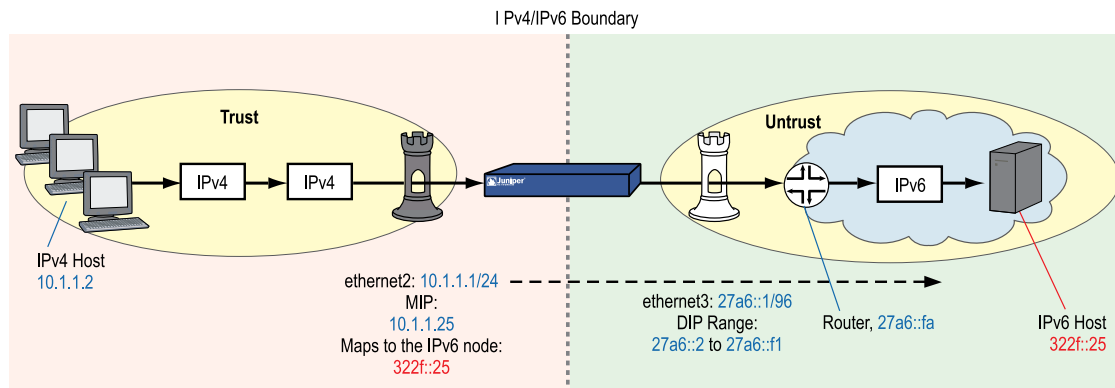 I Pv4/IPv6 Boundary
Trust
Untrust
IPv4
IPv4
Juniper
IPv6
IPv4 Host
10.1.1.2
ethernet2: 10.1.1.1/24
MIP:
10.1.1.25
Maps to the IPv6 node:
322f::25
ethernet3: 27a6::1/96
DIP Range:
27a6::2 to 27a6::f1
Router, 27a6::fa
IPv6 Host
322f::25